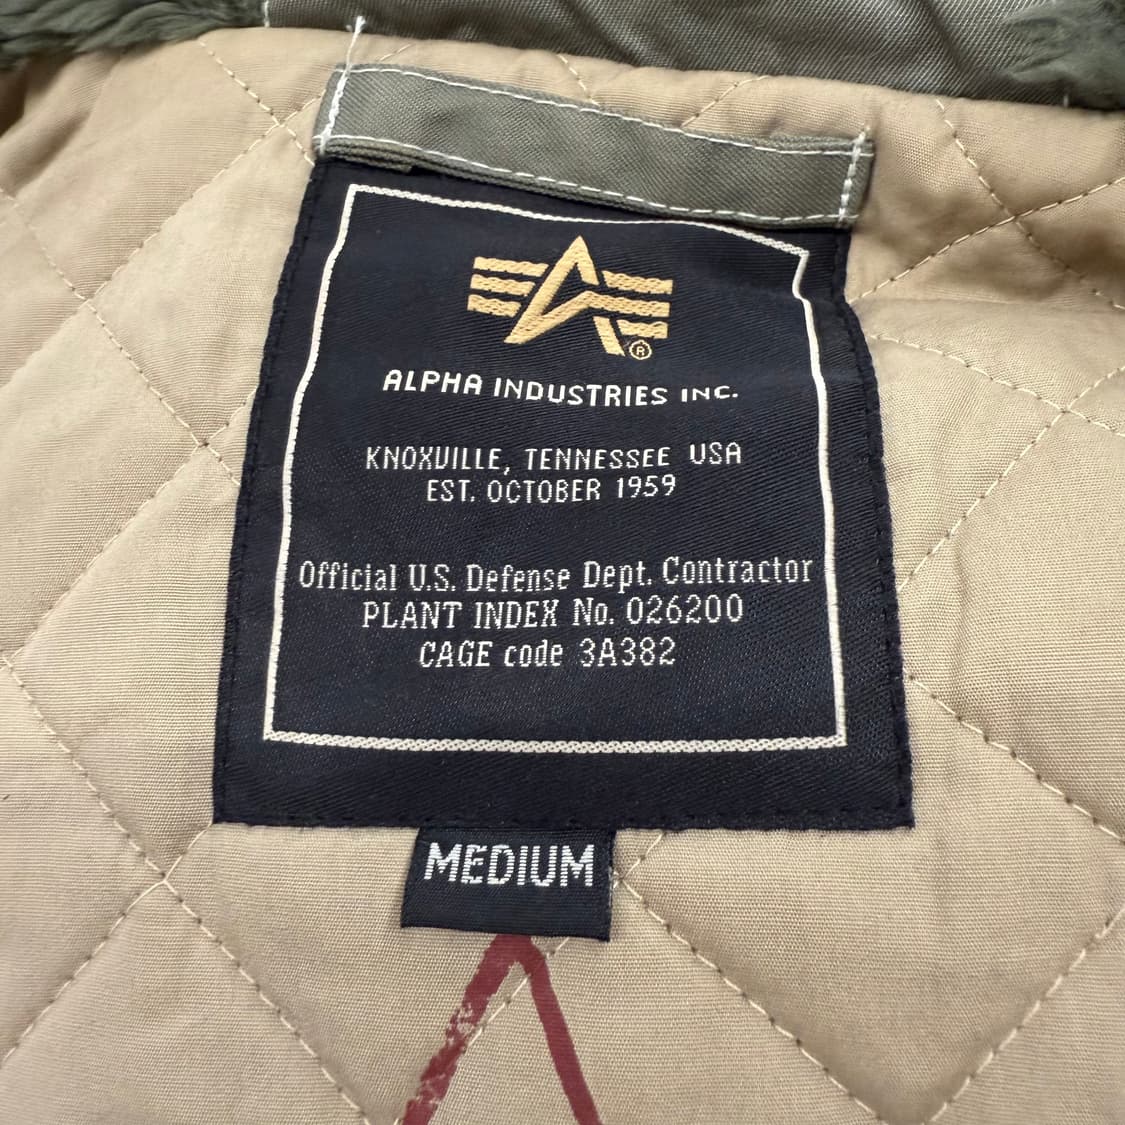 ®
ALPHA INDUSTRIES INC.
KNOXVILLE, TENNESSEE USA
EST. OCTOBER 1959
Official U.S. Defense Dept. Contractor
PLANT INDEX No. 026200
CAGE code 3A382
MEDIUM